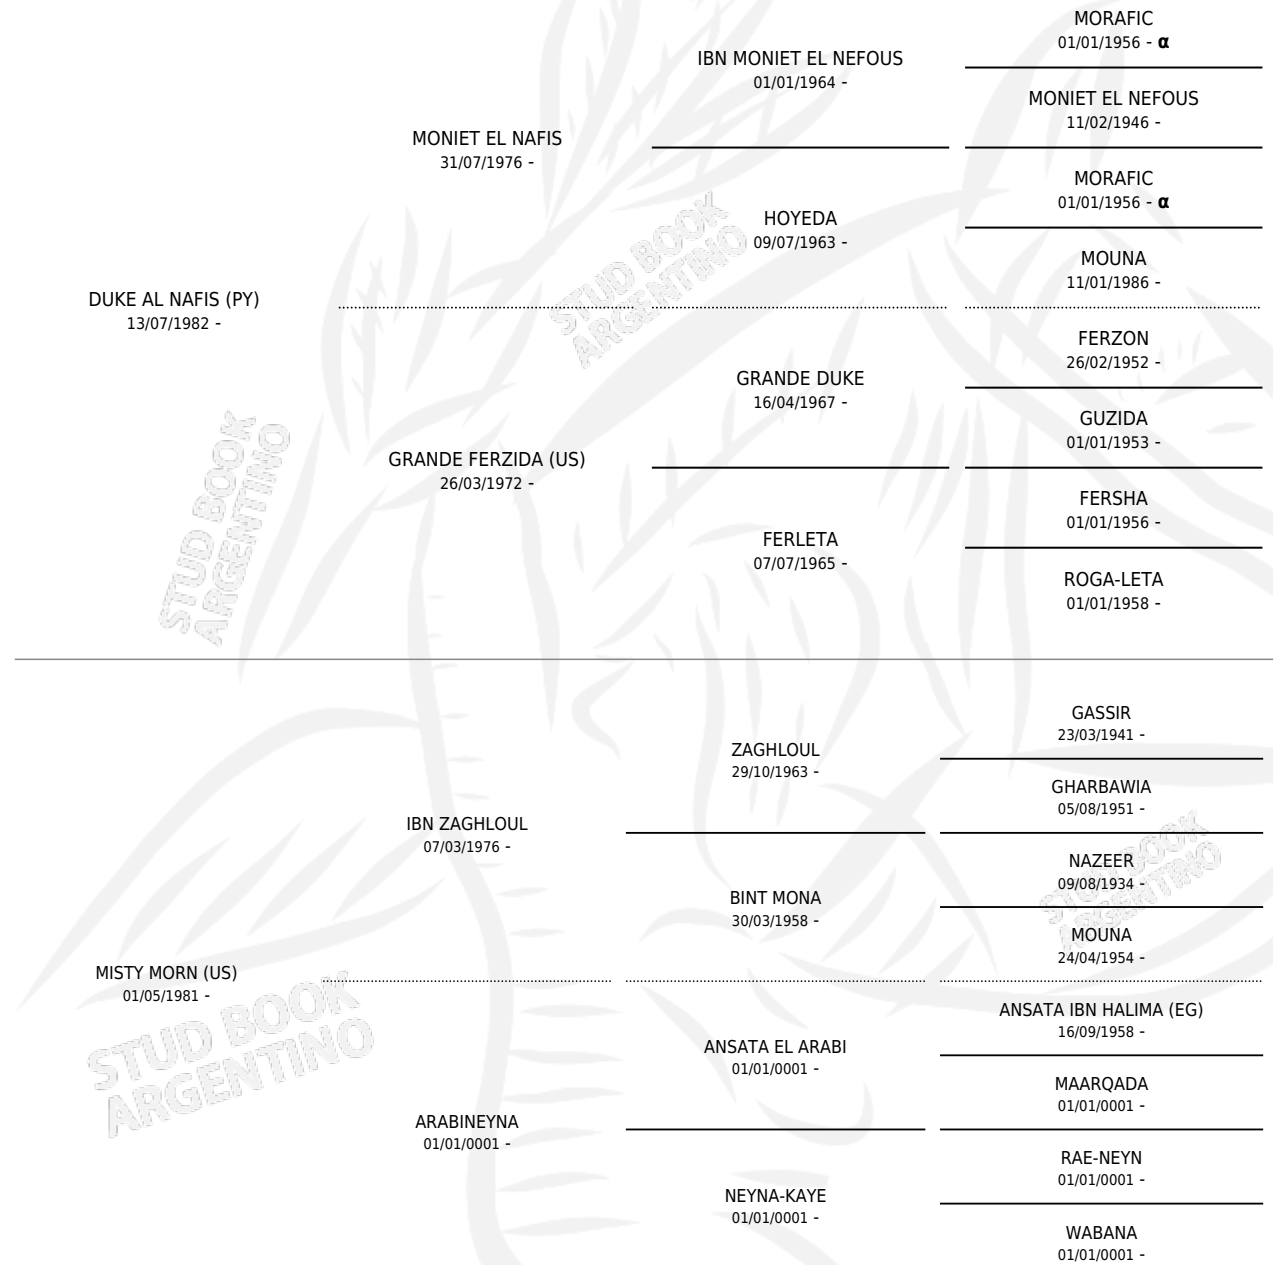 MORAFIC
01/01/1956 - α
IBN MONIET EL NEFOUS
01/01/1964 -
MONIET EL NEFOUS
11/02/1946 -
MONIET EL NAFIS
31/07/1976 -
MORAFIC
01/01/1956 - α
HOYEDA
09/07/1963 -
MOUNA
11/01/1986 -
DUKE AL NAFIS (PY)
13/07/1982 -
FERZON
26/02/1952 -
GRANDE DUKE
16/04/1967 -
GUZIDA
01/01/1953 -
GRANDE FERZIDA (US)
26/03/1972 -
FERSHA
01/01/1956 -
FERLETA
07/07/1965 -
ROGA-LETA
01/01/1958 -
GASSIR
23/03/1941 -
ZAGHLOUL
29/10/1963 -
GHARBAWIA
05/08/1951 -
IBN ZAGHLOUL
07/03/1976 -
NAZEER
09/08/1934 -
BINT MONA
30/03/1958 -
MOUNA
24/04/1954 -
MISTY MORN (US)
01/05/1981 -
ANSATA IBN HALIMA (EG)
16/09/1958 -
ANSATA EL ARABI
01/01/0001 -
MAARQADA
01/01/0001 -
ARABINEYNA
01/01/0001 -
RAE-NEYN
01/01/0001 -
NEYNA-KAYE
01/01/0001 -
WABANA
01/01/0001 -
STUD BOOK
ARGENTINO
STUD BOOK
ARGENTINO
STUD BOOK
ARGENTINO
STUD BOOK
ARGENTINO